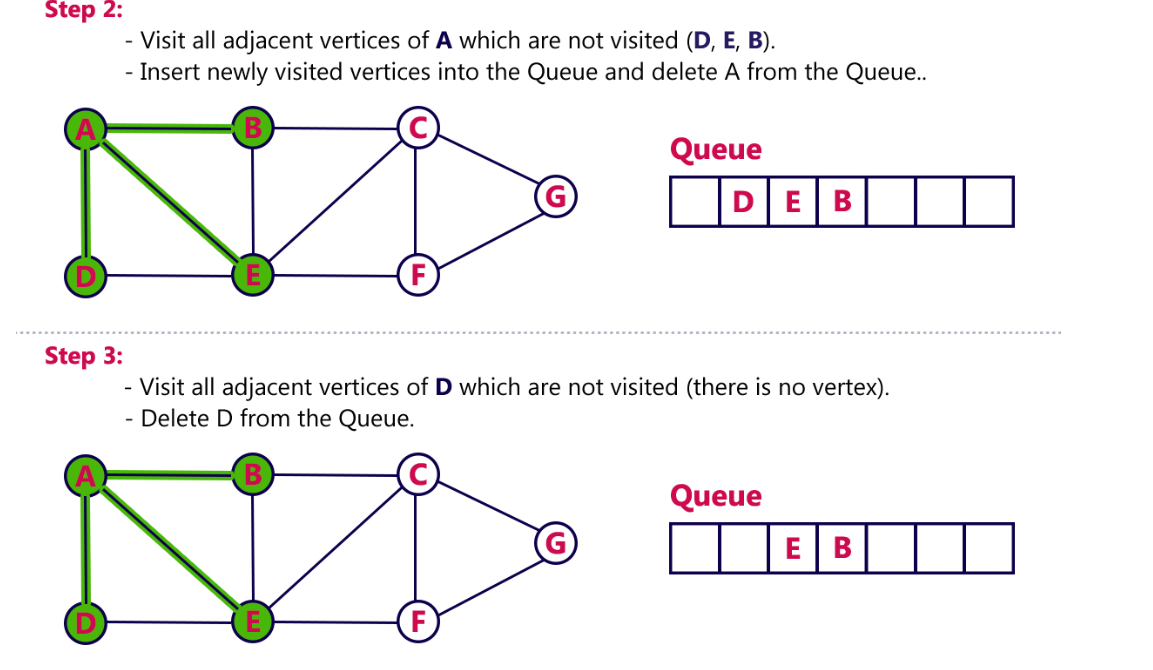 Step 2:
- Visit all adjacent vertices of A which are not visited (D, E, B).
- Insert newly visited vertices into the Queue and delete A from the Queue..
A B C
G
D E F
Queue
D E B
Step 3:
- Visit all adjacent vertices of D which are not visited (there is no vertex).
- Delete D from the Queue.
A B C
G
D E F
Queue
E B